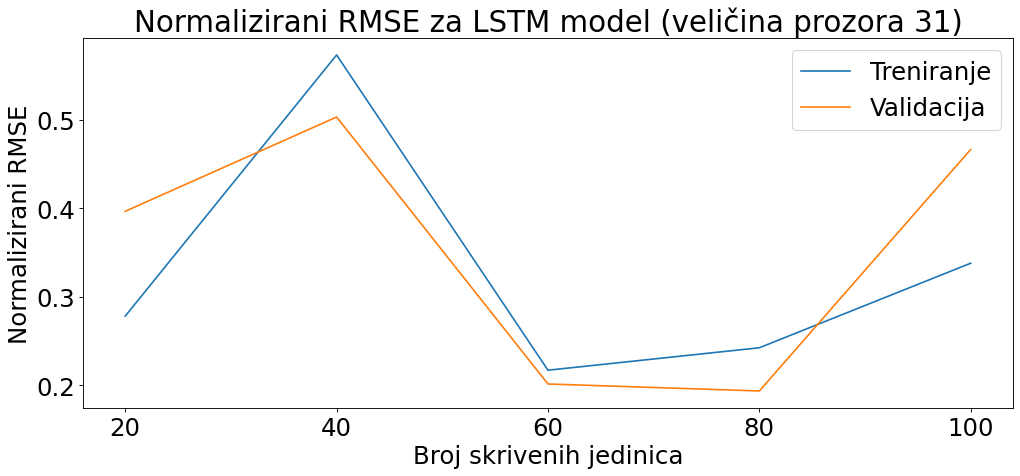 Normalizirani RMSE za LSTM model (veličina prozora 31)
Treniranje
Validacija
Normalizirani RMSE
0.5
0.4
0.3
0.2
20 40 60 80 100
Broj skrivenih jedinica